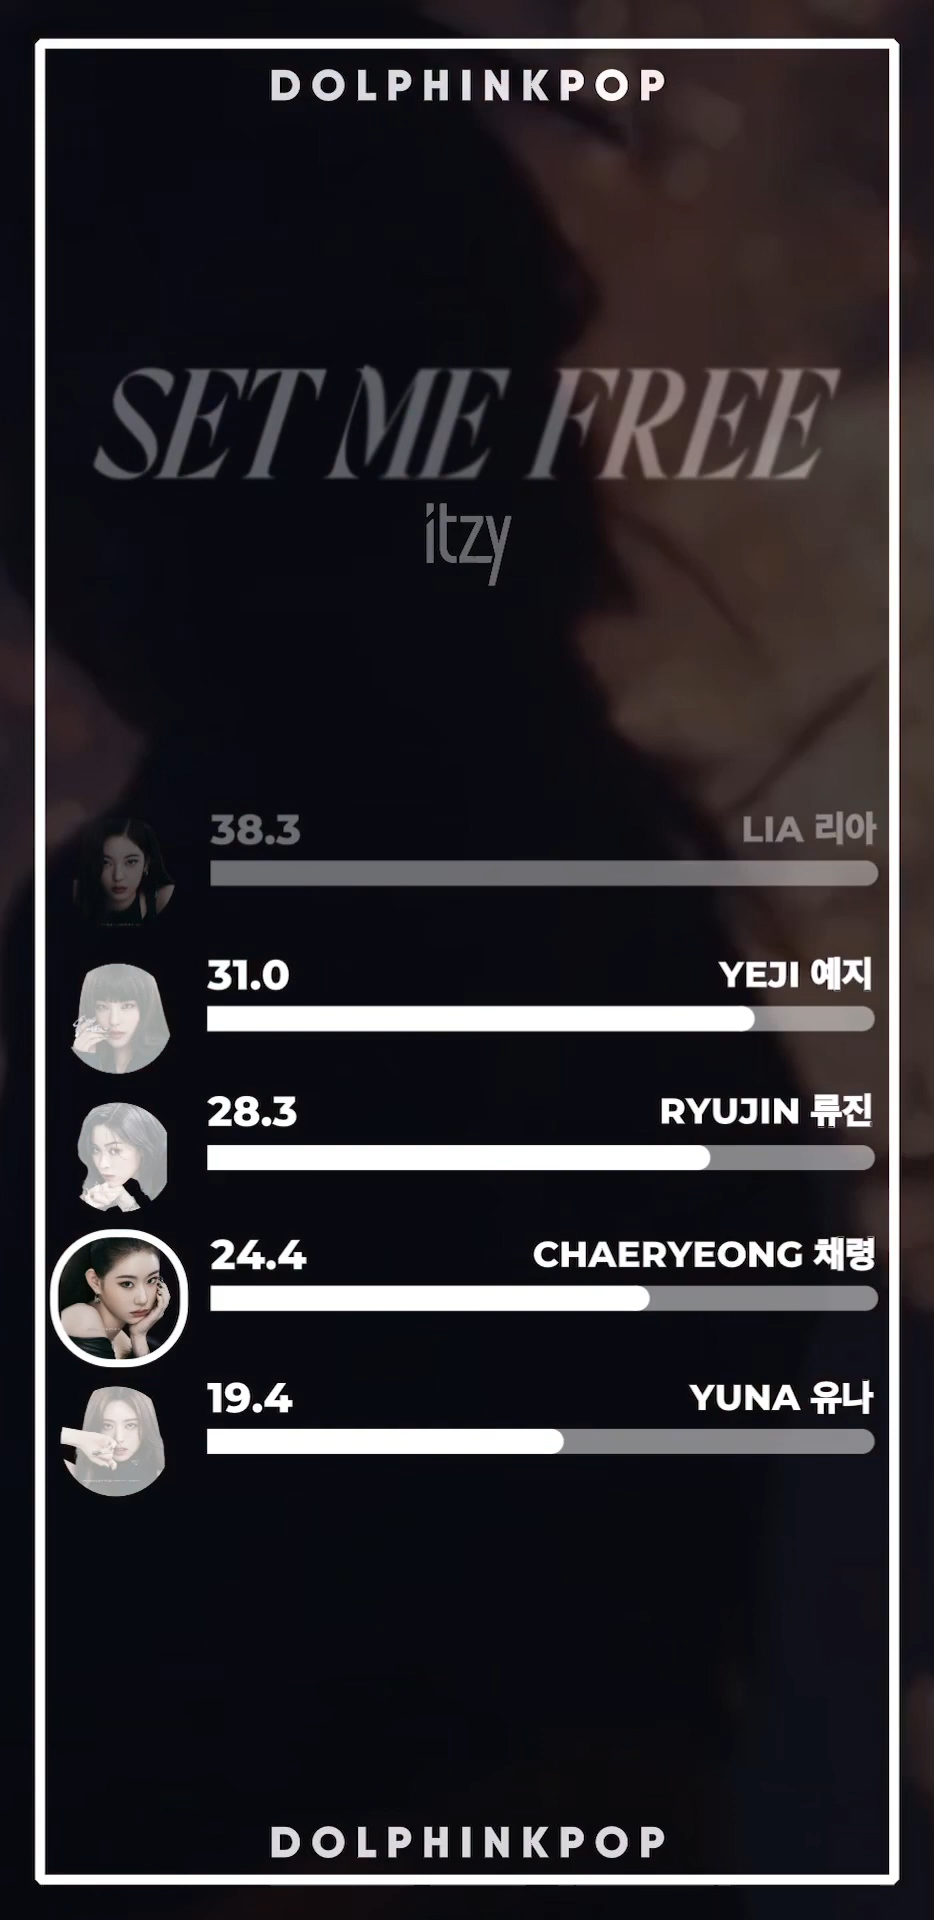 DOLPHINKPOP
SET ME FREE
itzy
38.3 LIA 리아
31.0 YEJI 예지
28.3 RYUJIN 류진
24.4 CHAERYEONG 채령
19.4 YUNA 유나
DOLPHINKPOP